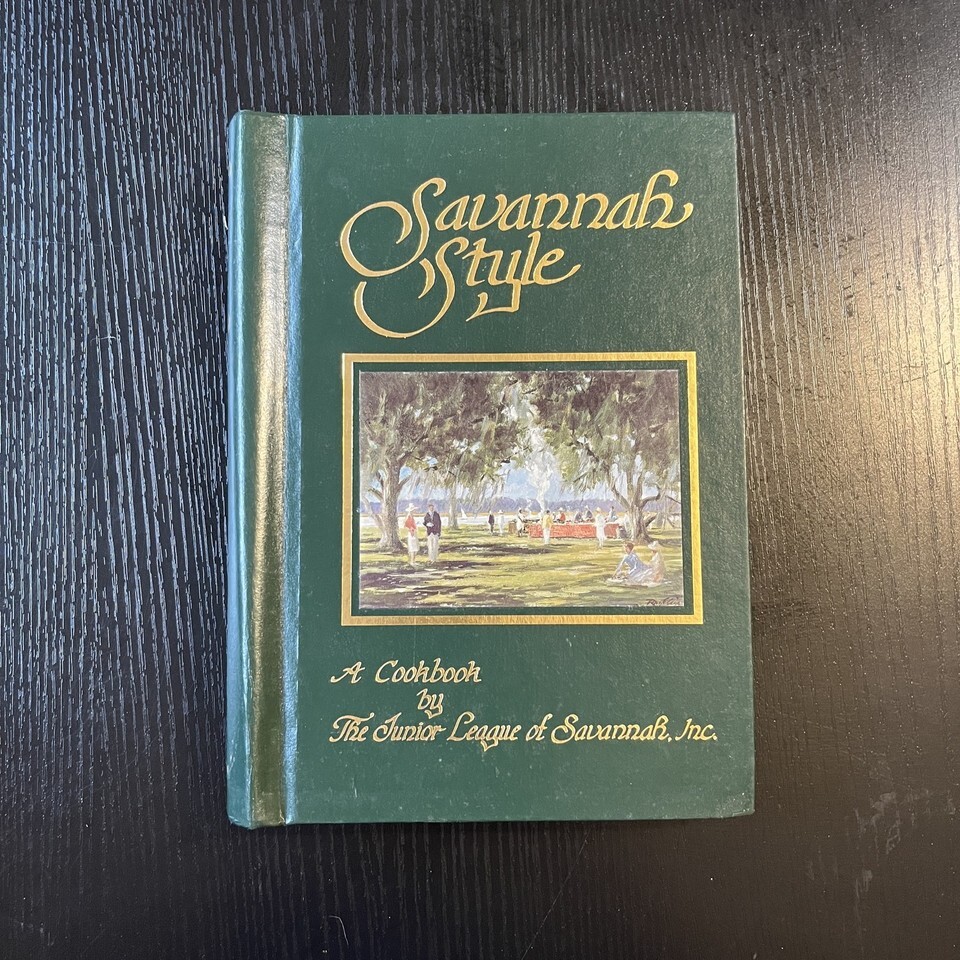 Savannah
Style
A Cookbook
by
The Junior League of Savannah, Inc.